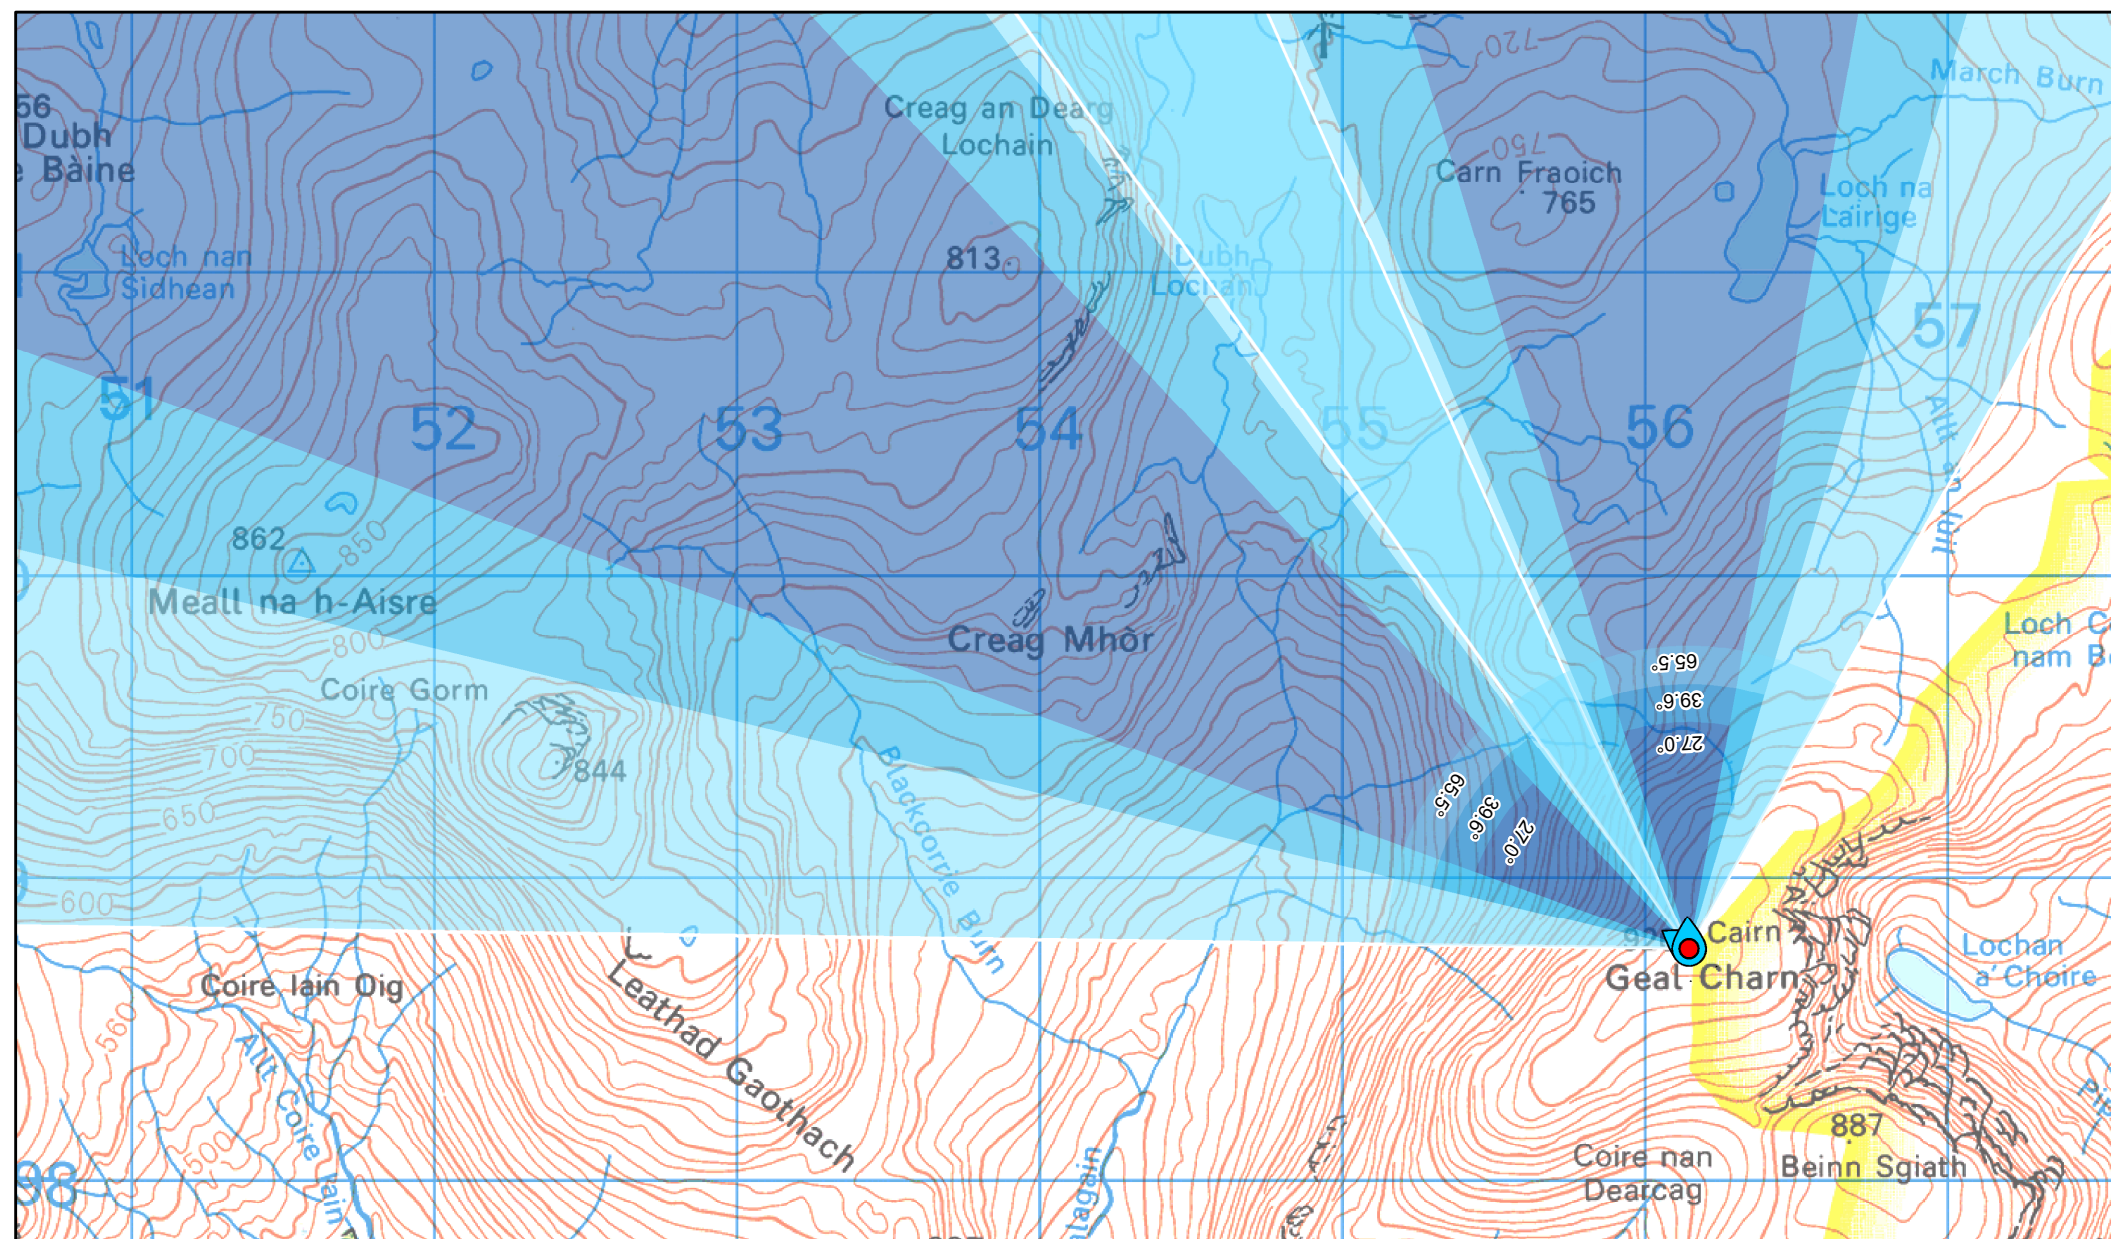 720
March Burn
56
Dubh
Bàine
Creag an Dearg
Lochain
750
Carn Fraoich
765
Loch na
Lairige
Loch nan
Sidhean
813
Dubh
Lochan
57
51
52
53
54
55
56
Allt an Lùit
862
850
Meall na h-Aisre
800
Creag Mhòr
Loch C
nam B
65.5°
39.6°
27.0°
Coire Gorm
750
700
844
650
Blackcorrie Burn
65.5°
39.6°
27.0°
600
Cairn
Geal Charn
Lochan
a' Choire
Coire Iain Oig
Leathad Gaothach
560
Allt Coire Iain
500
887
Beinn Sgiath
Coire nan
Dearcag
98